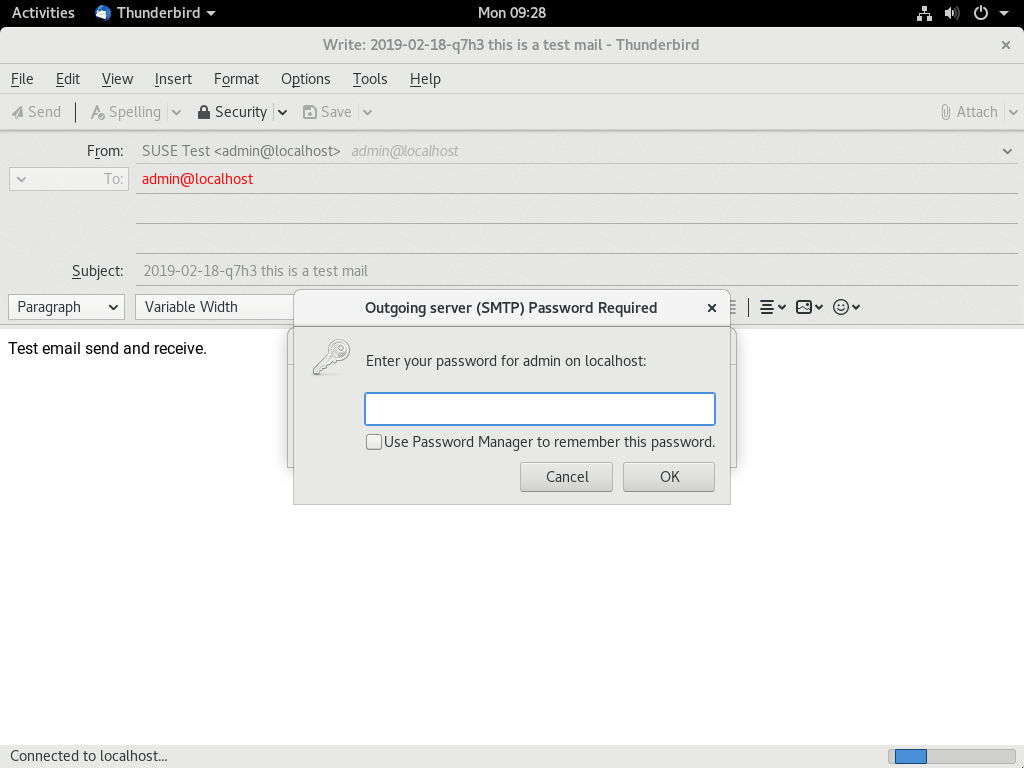 Activities Thunderbird Mon 09:28
Write: 2019-02-18-q7h3 this is a test mail - Thunderbird
File Edit View Insert Format Options Tools Help
Send Spelling Security Save Attach
From: SUSE Test <admin@localhost> admin@localhost
To: admin@localhost
Subject: 2019-02-18-q7h3 this is a test mail
Paragraph Variable Width
Outgoing server (SMTP) Password Required
Test email send and receive.
Enter your password for admin on localhost:
Use Password Manager to remember this password.
Cancel OK
Connected to localhost...